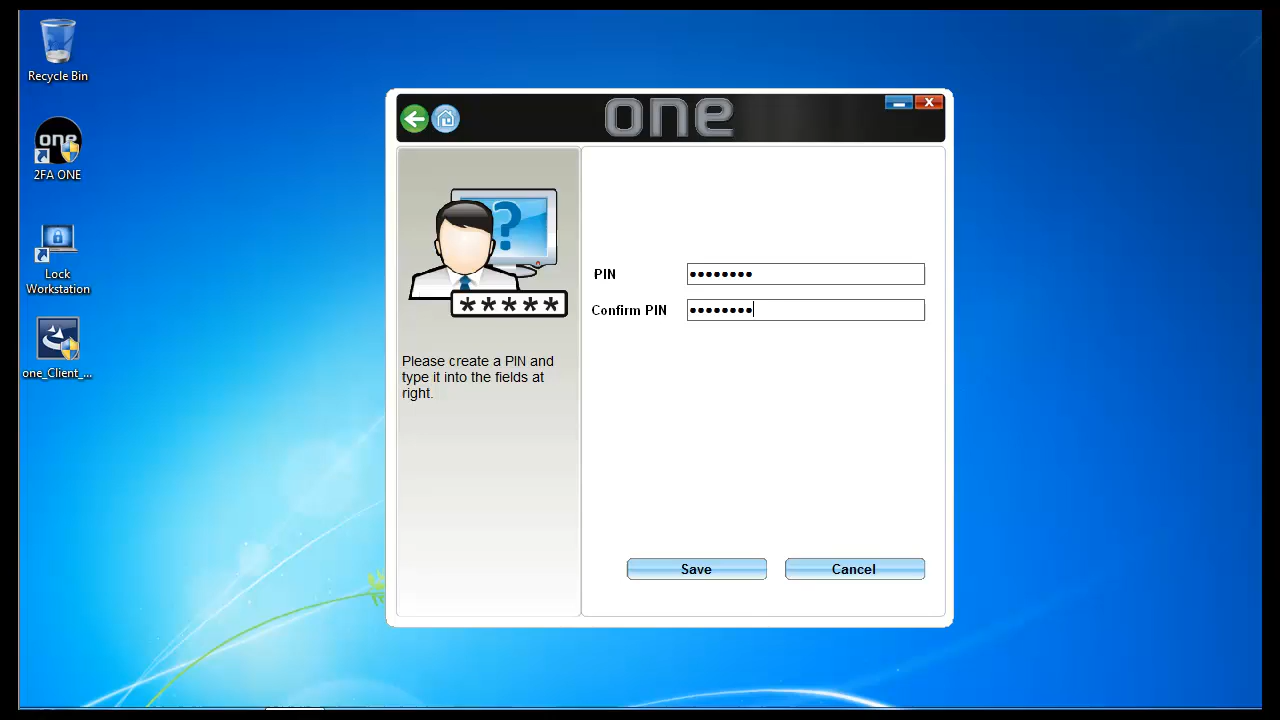 Recycle Bin
one
2FA ONE
Lock
Workstation
one_Client_...
one
?
*****
Please create a PIN and
type it into the fields at
right.
PIN ••••••••
Confirm PIN ••••••••
Save Cancel